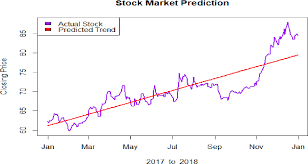 Stock Market Prediction
Actual Stock
Predicted Trend
Closing Price
85
80
75
70
65
60
Jan Mar May Jul Sep Nov Jan
2017 to 2018